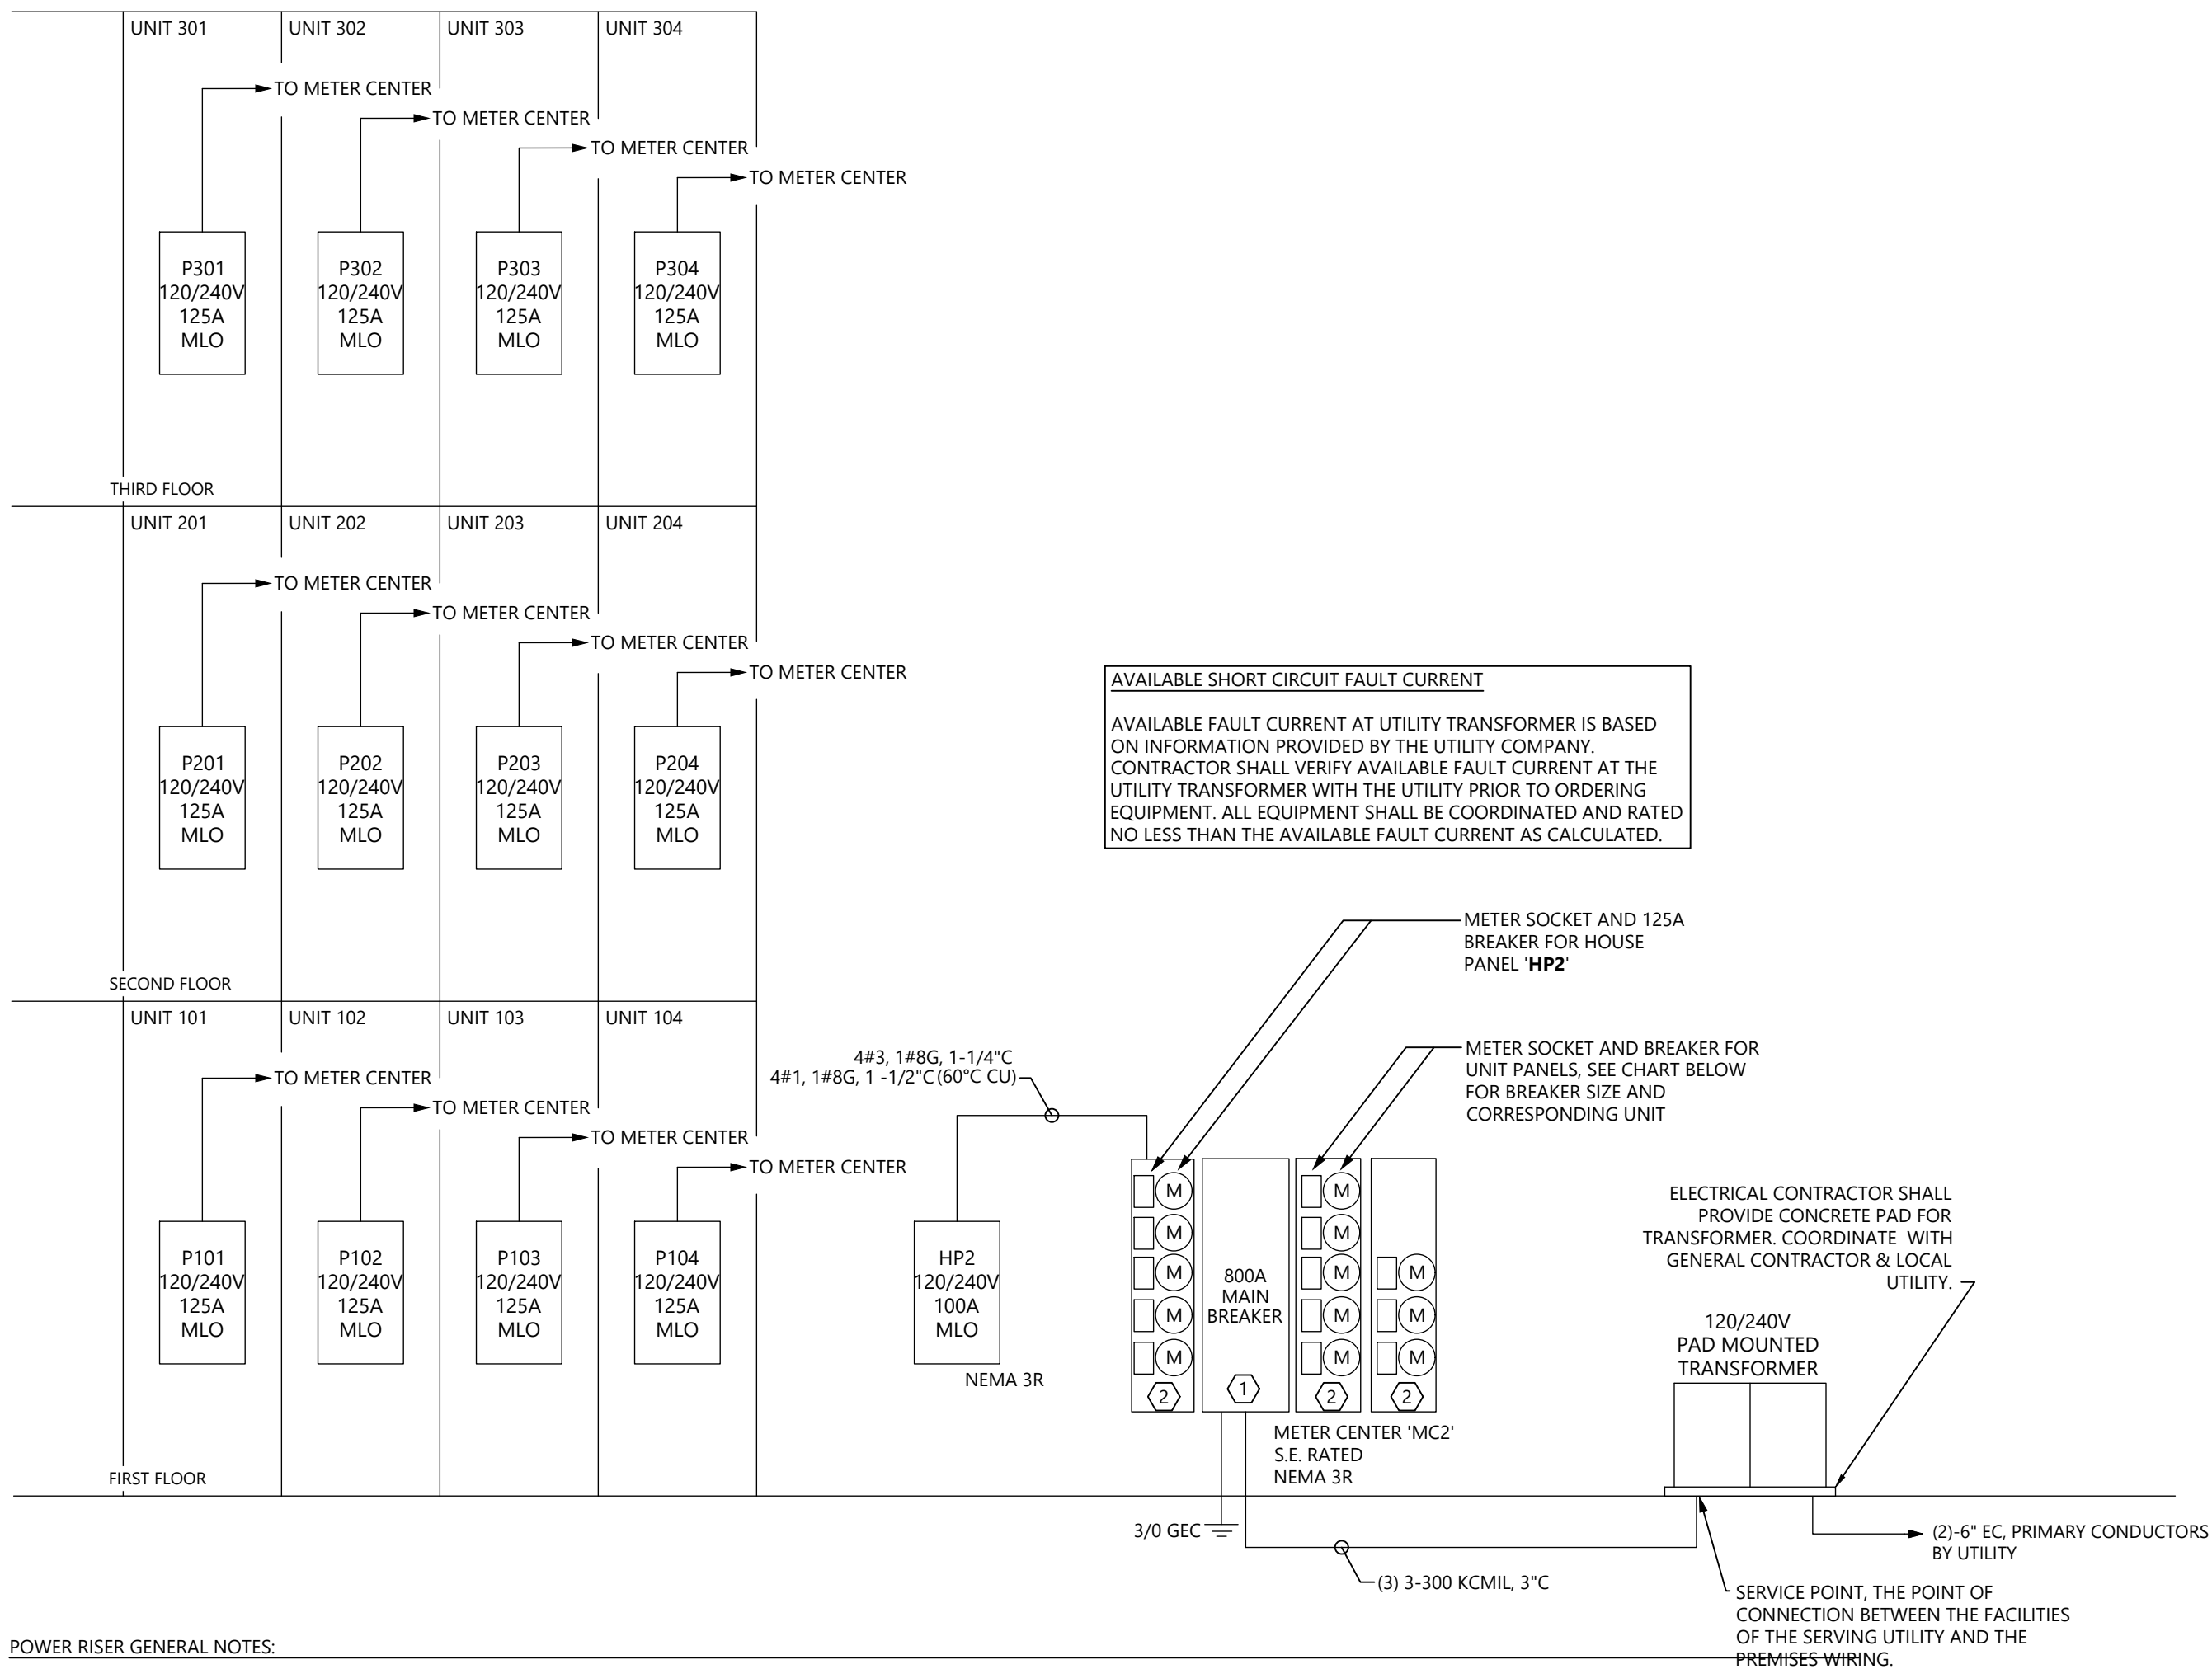 UNIT 301
UNIT 302
UNIT 303
UNIT 304
TO METER CENTER
TO METER CENTER
TO METER CENTER
TO METER CENTER
P301
120/240V
125A
MLO
P302
120/240V
125A
MLO
P303
120/240V
125A
MLO
P304
120/240V
125A
MLO
THIRD FLOOR
UNIT 201
UNIT 202
UNIT 203
UNIT 204
TO METER CENTER
TO METER CENTER
TO METER CENTER
TO METER CENTER
P201
120/240V
125A
MLO
P202
120/240V
125A
MLO
P203
120/240V
125A
MLO
P204
120/240V
125A
MLO
SECOND FLOOR
AVAILABLE SHORT CIRCUIT FAULT CURRENT
AVAILABLE FAULT CURRENT AT UTILITY TRANSFORMER IS BASED
ON INFORMATION PROVIDED BY THE UTILITY COMPANY.
CONTRACTOR SHALL VERIFY AVAILABLE FAULT CURRENT AT THE
UTILITY TRANSFORMER WITH THE UTILITY PRIOR TO ORDERING
EQUIPMENT. ALL EQUIPMENT SHALL BE COORDINATED AND RATED
NO LESS THAN THE AVAILABLE FAULT CURRENT AS CALCULATED.
UNIT 101
UNIT 102
UNIT 103
UNIT 104
TO METER CENTER
TO METER CENTER
TO METER CENTER
TO METER CENTER
P101
120/240V
125A
MLO
P102
120/240V
125A
MLO
P103
120/240V
125A
MLO
P104
120/240V
125A
MLO
FIRST FLOOR
METER SOCKET AND 125A
BREAKER FOR HOUSE
PANEL 'HP2'
METER SOCKET AND BREAKER FOR
UNIT PANELS, SEE CHART BELOW
FOR BREAKER SIZE AND
CORRESPONDING UNIT
4#3, 1#8G, 1-1/4"C
4#1, 1#8G, 1 -1/2"C (60°C CU)
HP2
120/240V
100A
MLO
NEMA 3R
M
M
M
M
M
2
800A
MAIN
BREAKER
1
M
M
M
M
M
2
M
M
M
2
METER CENTER 'MC2'
S.E. RATED
NEMA 3R
3/0 GEC
(3) 3-300 KCMIL, 3"C
ELECTRICAL CONTRACTOR SHALL
PROVIDE CONCRETE PAD FOR
TRANSFORMER. COORDINATE WITH
GENERAL CONTRACTOR & LOCAL
UTILITY.
120/240V
PAD MOUNTED
TRANSFORMER
(2)-6" EC, PRIMARY CONDUCTORS
BY UTILITY
SERVICE POINT, THE POINT OF
CONNECTION BETWEEN THE FACILITIES
OF THE SERVING UTILITY AND THE
PREMISES WIRING.
POWER RISER GENERAL NOTES: